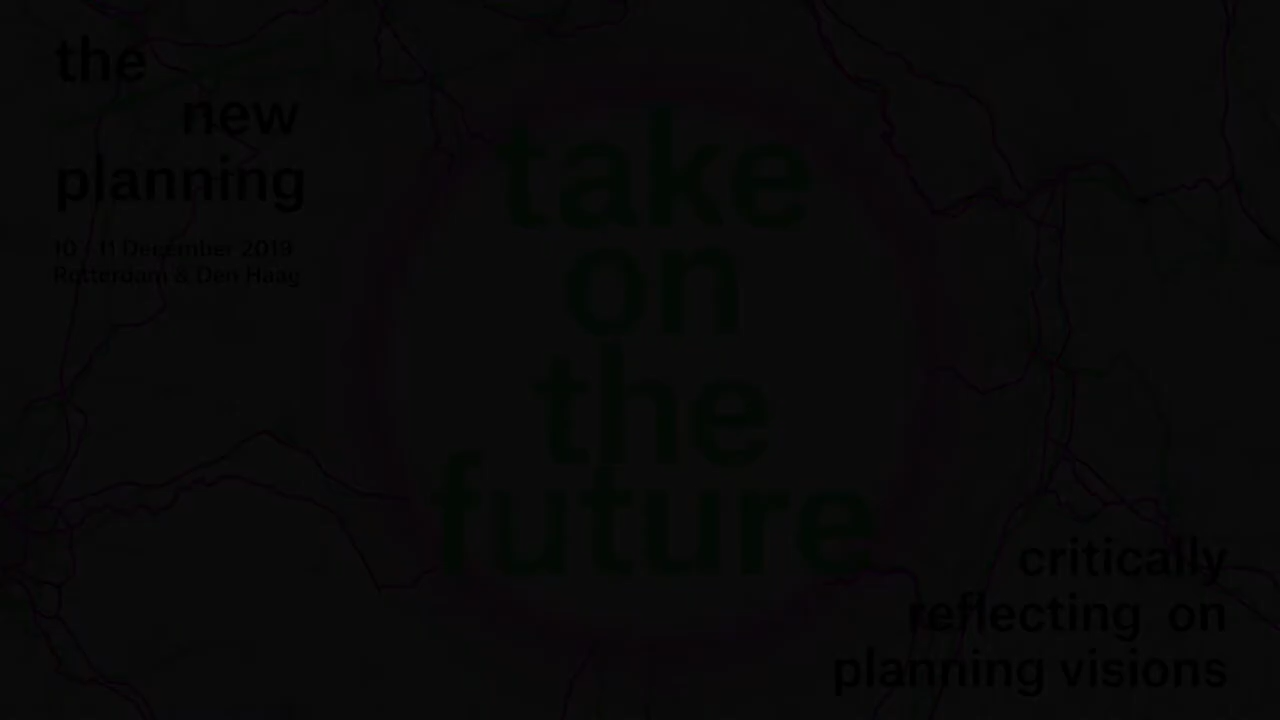 the
new
planning
10 - 11 December 2019
Rotterdam & Den Haag
take
on
the
future
critically
reflecting on
planning visions